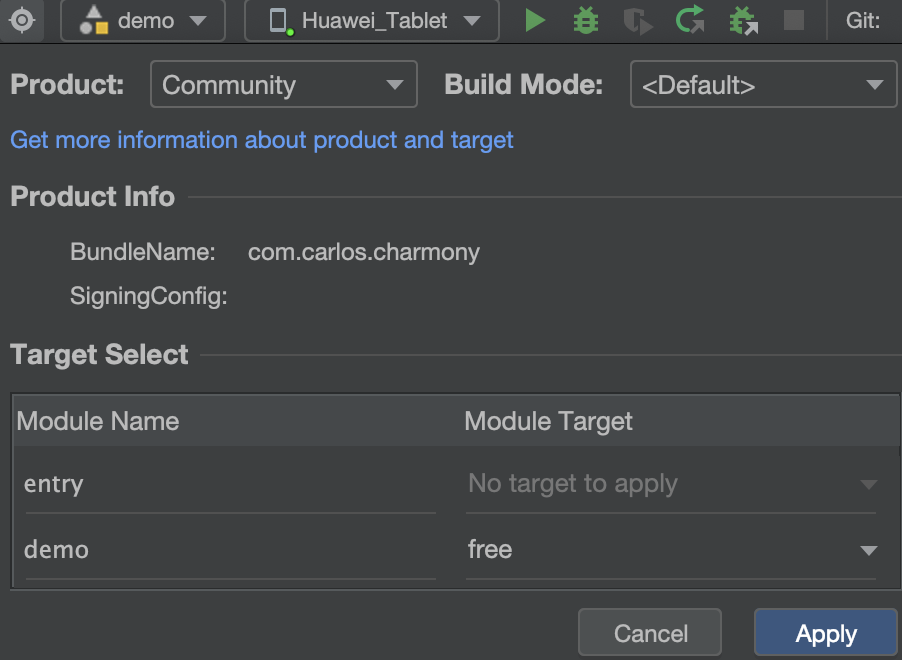 demo Huawei_Tablet Git:
Product: Community Build Mode: <Default>
Get more information about product and target
Product Info
BundleName: com.carlos.charmony
SigningConfig:
Target Select
Module Name Module Target
entry No target to apply
demo free
Cancel Apply